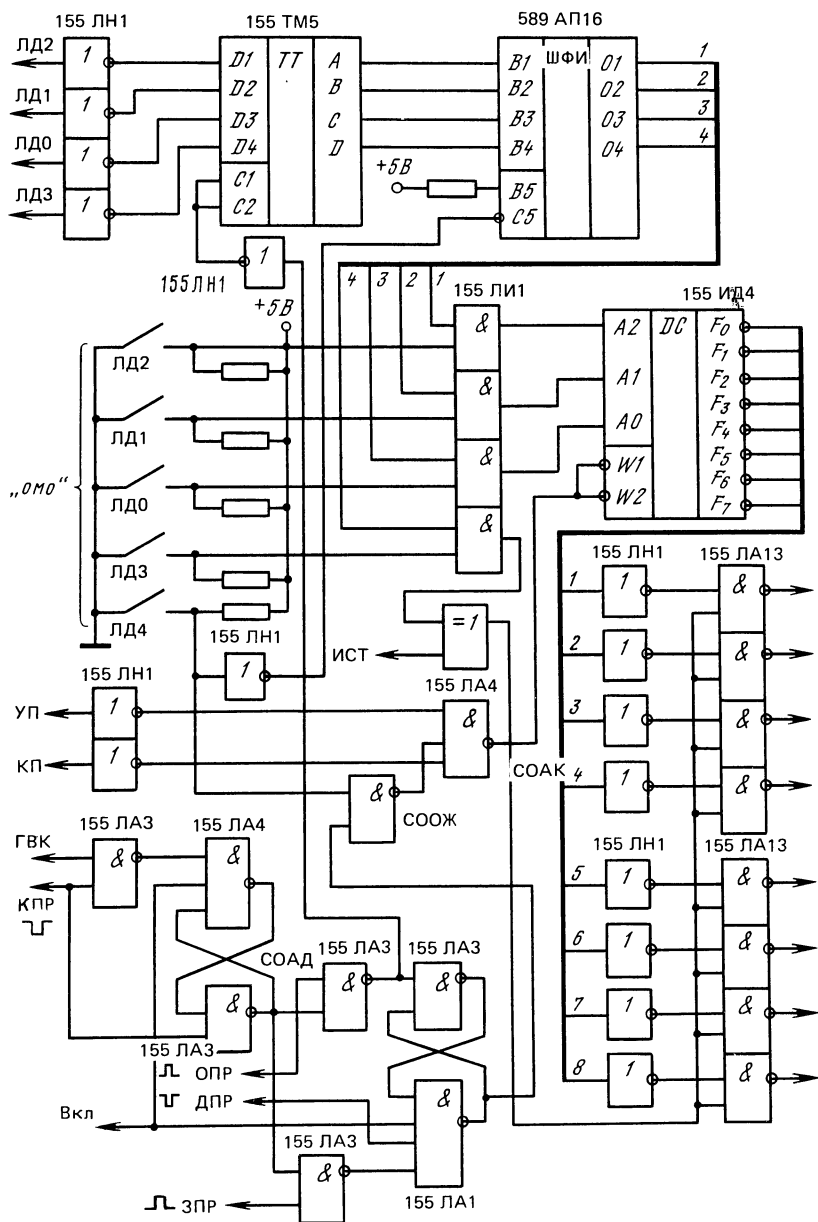 155 ЛН1
155 ТМ5
589 АП16
ЛД2
1
D1
ТТ
A
B1
ШФИ
O1
1
ЛД1
1
D2
B
B2
O2
2
ЛД0
1
D3
C
B3
O3
3
ЛД3
1
D4
D
B4
O4
4
C1
C2
+5В
B5
C5
1
155ЛН1
4
3
2
1
155 ЛИ1
155 ИД4
+5В
ЛД2
ЛД1
ЛД0
ЛД3
ЛД4
„омо“
&
&
&
&
A2
DC
A1
A0
W1
W2
F0
F1
F2
F3
F4
F5
F6
F7
155 ЛН1
1
=1
ИСТ
155 ЛН1
УП
1
КП
1
155 ЛА4
&
СОАК
&
СООЖ
155 ЛН1
155 ЛА13
1
1
&
2
1
&
3
1
&
4
1
&
155 ЛН1
155 ЛА13
5
1
&
6
1
&
7
1
&
8
1
&
155 ЛА3
155 ЛА4
ГВК
&
&
КПР
СОАД
155 ЛА3
155 ЛА3
&
&
&
155 ЛА3
ОПР
ДПР
&
Вкл
155 ЛА3
&
155 ЛА1
ЗПР